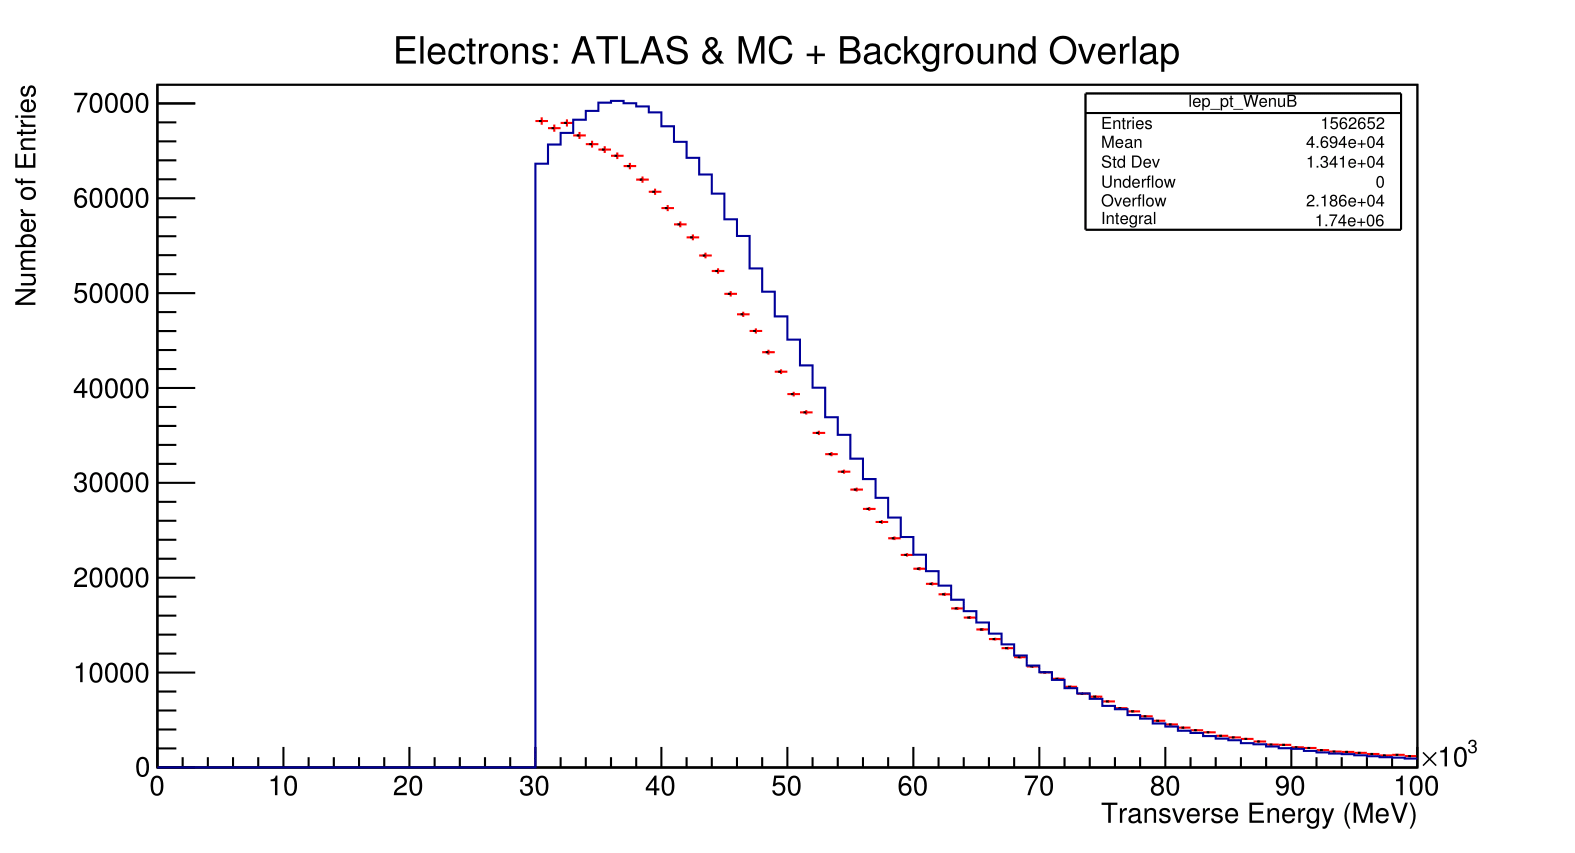 Electrons: ATLAS & MC + Background Overlap
Number of Entries
70000
60000
50000
40000
30000
20000
10000
0
lep_pt_WenuB
Entries 1562652
Mean 4.694e+04
Std Dev 1.341e+04
Underflow 0
Overflow 2.186e+04
Integral 1.74e+06
0 10 20 30 40 50 60 70 80 90 100
×10³
Transverse Energy (MeV)